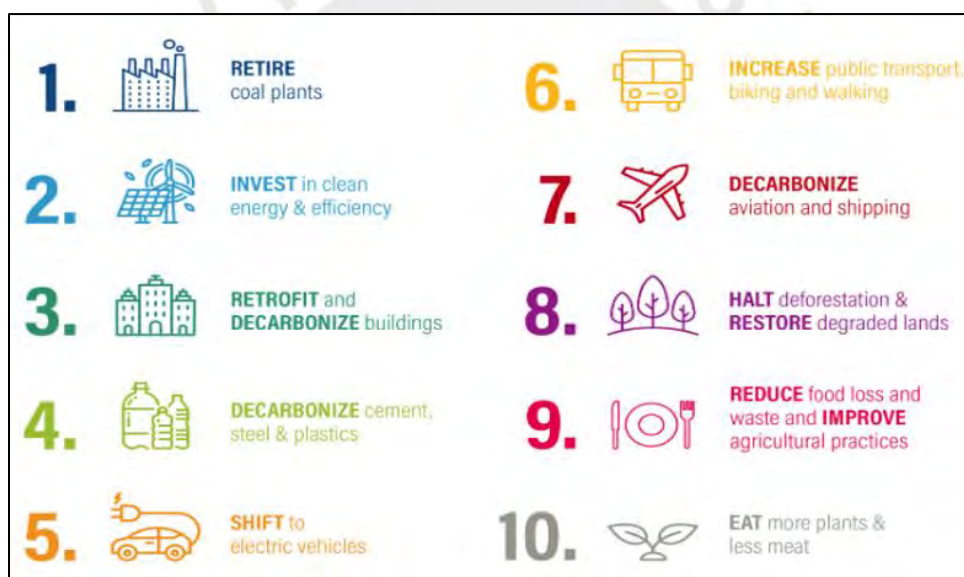 1.
RETIRE
coal plants
2.
INVEST in clean
energy & efficiency
3.
RETROFIT and
DECARBONIZE buildings
4.
DECARBONIZE cement,
steel & plastics
5.
SHIFT to
electric vehicles
6.
INCREASE public transport,
biking and walking
7.
DECARBONIZE
aviation and shipping
8.
HALT deforestation &
RESTORE degraded lands
9.
REDUCE food loss and
waste and IMPROVE
agricultural practices
10.
EAT more plants &
less meat